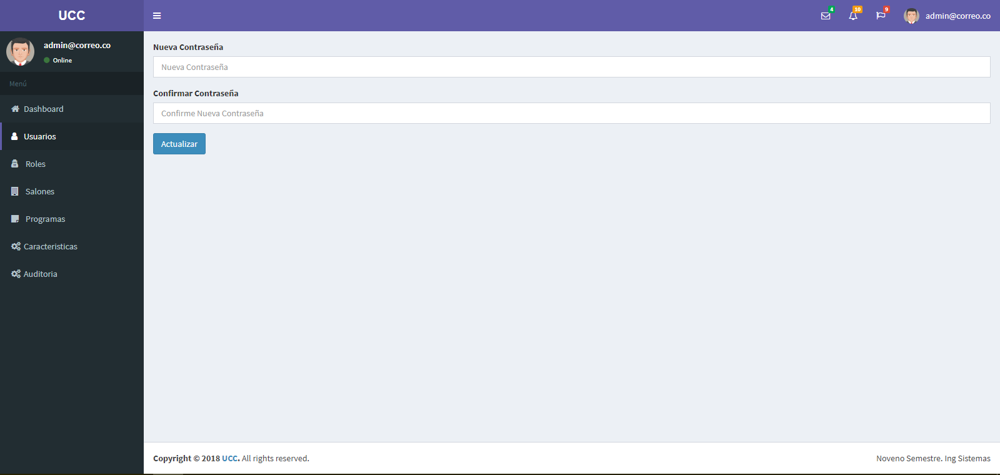 UCC
4
10
9
admin@correo.co
admin@correo.co
Online
Menú
Dashboard
Usuarios
Roles
Salones
Programas
Caracteristicas
Auditoria
Nueva Contraseña
Nueva Contraseña
Confirmar Contraseña
Confirme Nueva Contraseña
Actualizar
Copyright © 2018 UCC. All rights reserved.
Noveno Semestre. Ing Sistemas